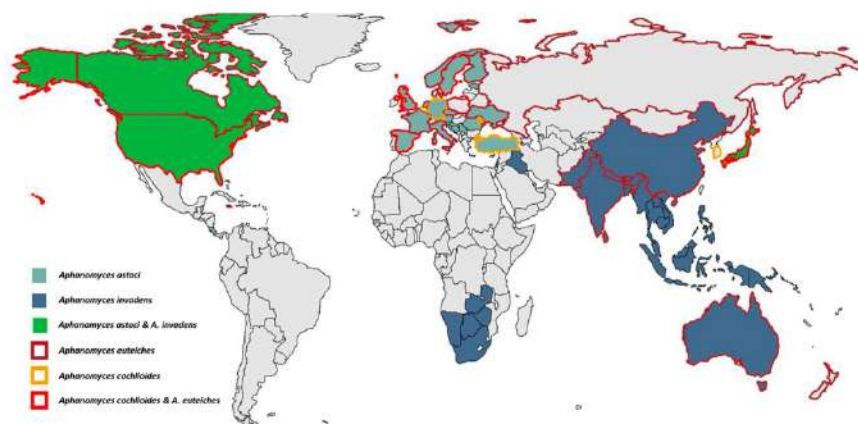 Aphanomyces astaci
Aphanomyces invadens
Aphanomyces astaci & A. invadens
Aphanomyces euteiches
Aphanomyces cochlioides
Aphanomyces cochlioides & A. euteiches